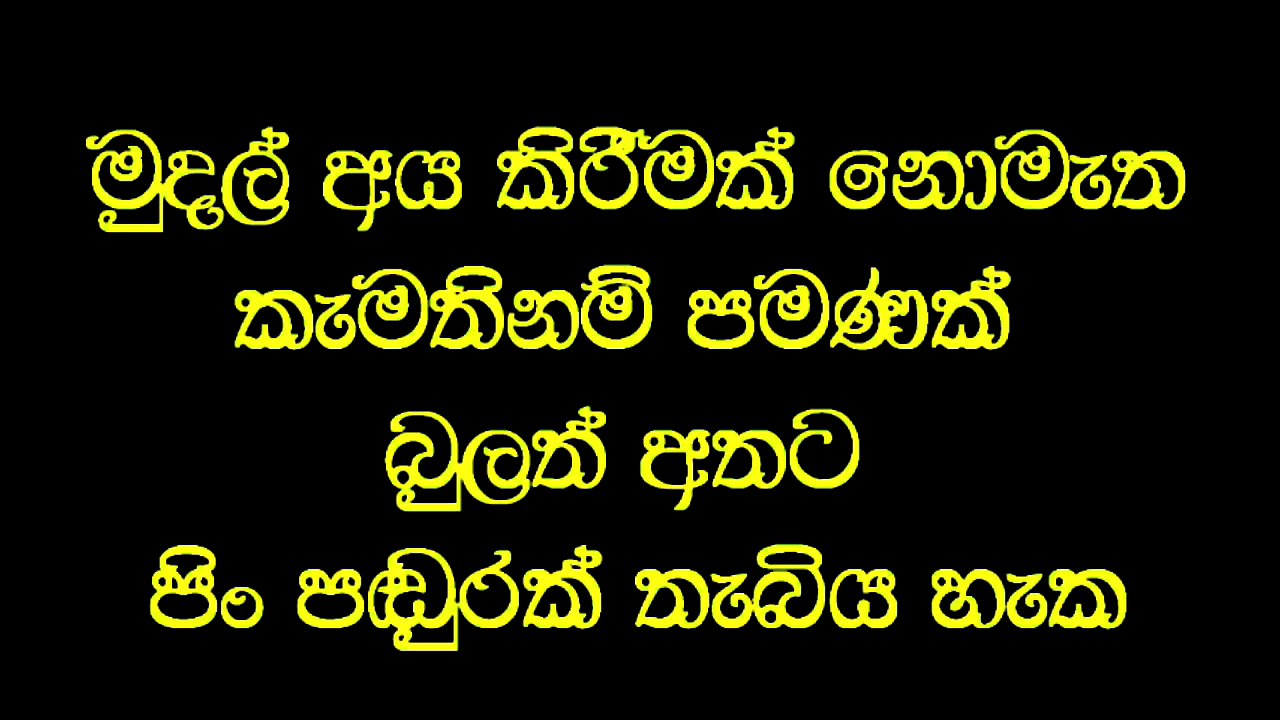 මුදල් අය කිරීමක් නොමැත
කැමතිනම් පමණක්
බුලත් අතට
පිං පඬුරක් තැබිය හැක